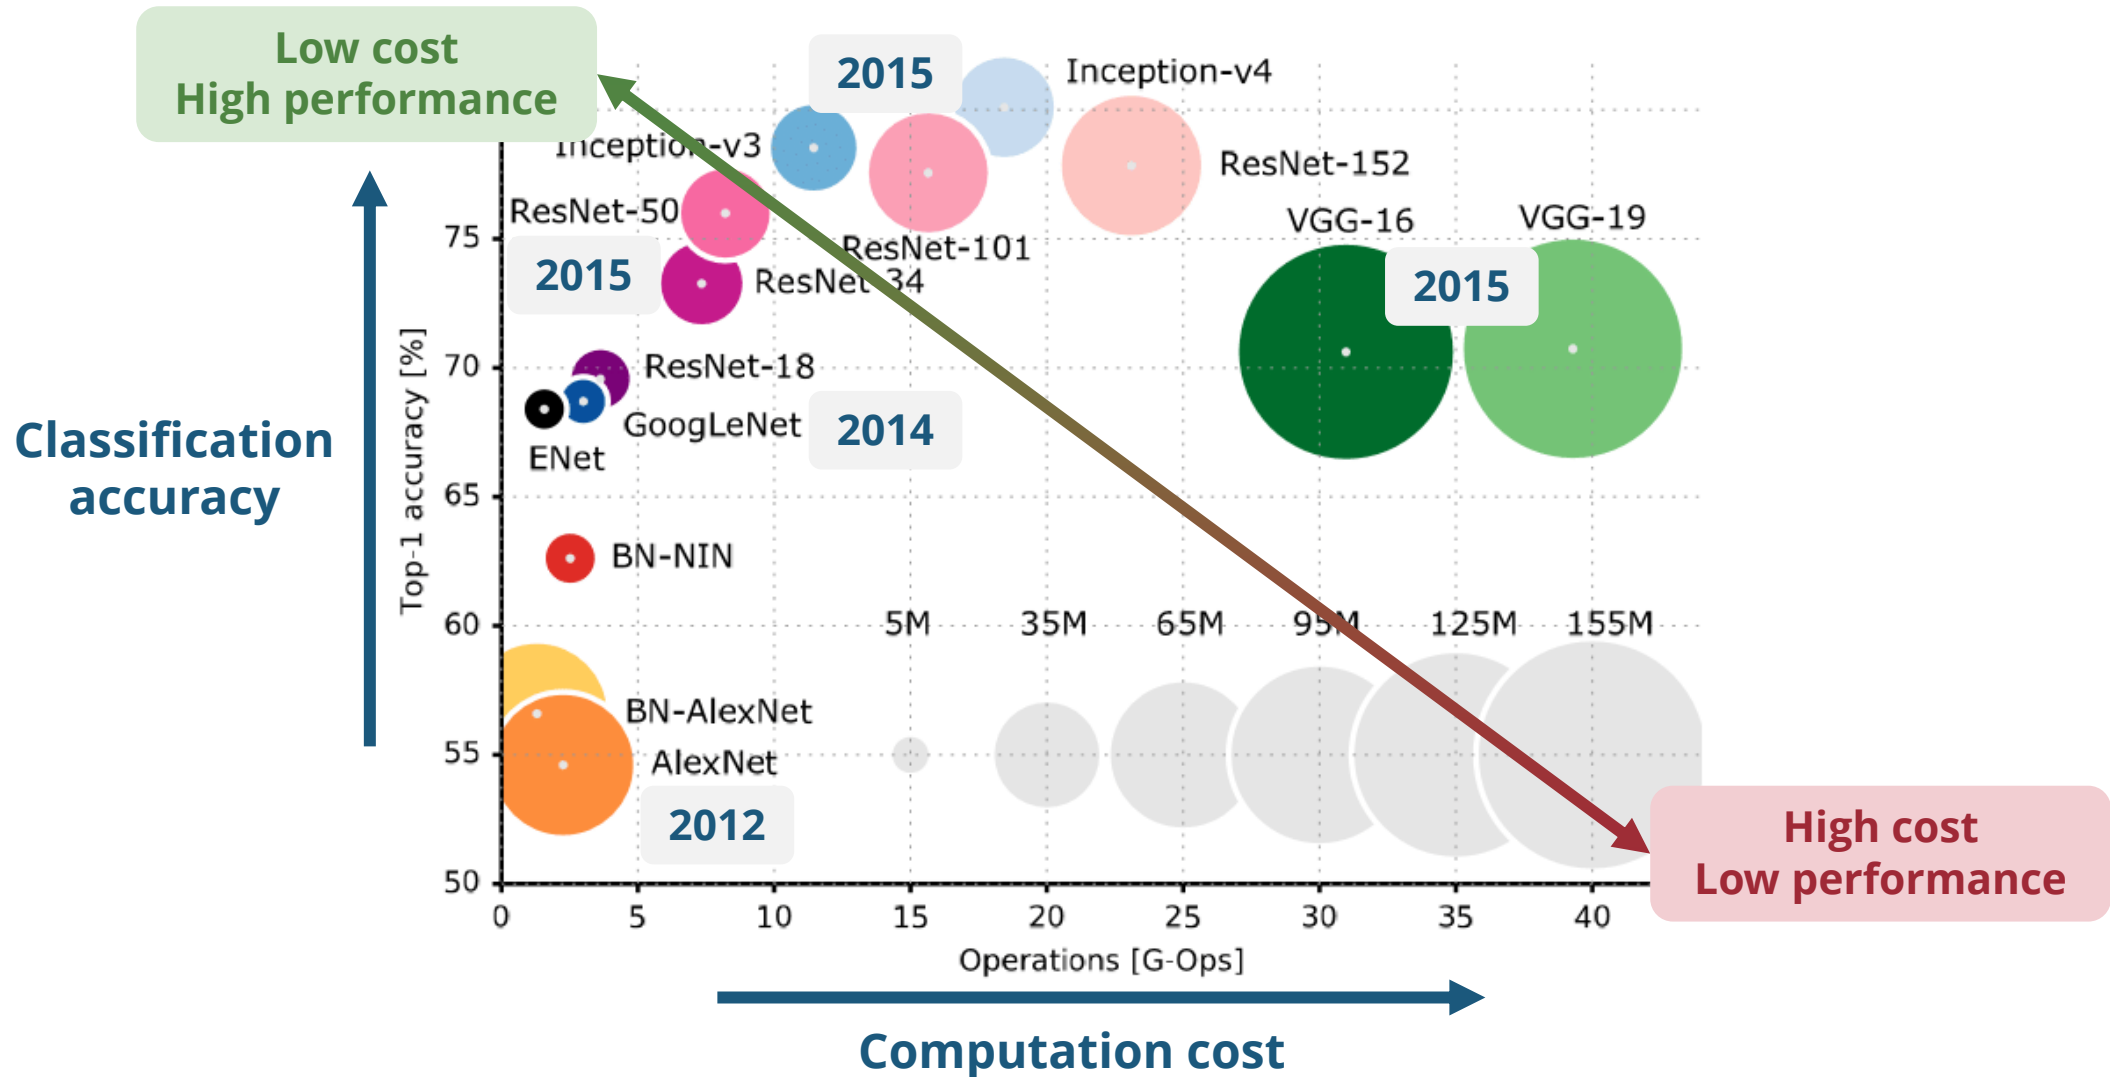 Low cost
High performance
2015
Inception-v4
Inception-v3
ResNet-152
ResNet-50
VGG-16
VGG-19
75
ResNet-101
2015
ResNet-34
2015
Top-1 accuracy [%]
70
ResNet-18
Classification
accuracy
GoogLeNet
2014
ENet
65
BN-NIN
60
5M
35M
65M
95M
125M
155M
BN-AlexNet
55
AlexNet
2012
High cost
Low performance
50
0
5
10
15
20
25
30
35
40
Operations [G-Ops]
Computation cost